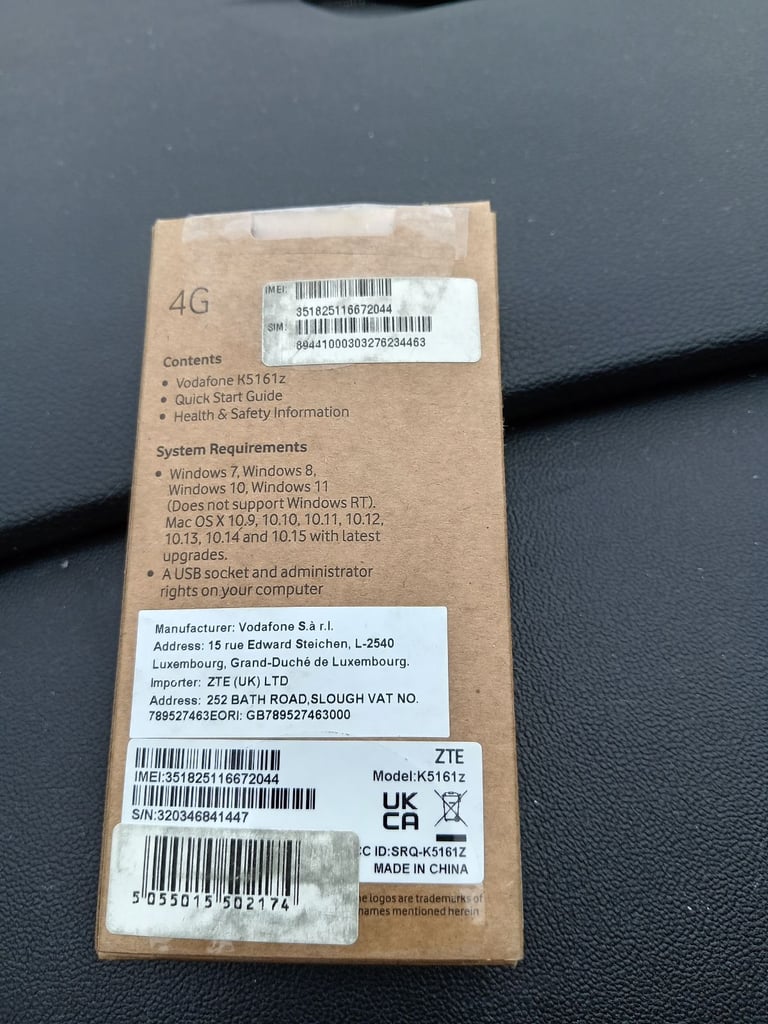 4G
IMEI:
351825116672044
SIM:
89441000303276234463
Contents
• Vodafone K5161z
• Quick Start Guide
• Health & Safety Information
System Requirements
• Windows 7, Windows 8,
Windows 10, Windows 11
(Does not support Windows RT).
Mac OS X 10.9, 10.10, 10.11, 10.12,
10.13, 10.14 and 10.15 with latest
upgrades.
• A USB socket and administrator
rights on your computer
Manufacturer: Vodafone S.à r.l.
Address: 15 rue Edward Steichen, L-2540
Luxembourg, Grand-Duché de Luxembourg.
Importer: ZTE (UK) LTD
Address: 252 BATH ROAD,SLOUGH VAT NO.
789527463EORI: GB789527463000
ZTE
IMEI:351825116672044
Model:K5161z
S/N:320346841447
UK
CA
CC ID:SRQ-K5161Z
MADE IN CHINA
5 055015 502174
logos are trademarks of
names mentioned herein